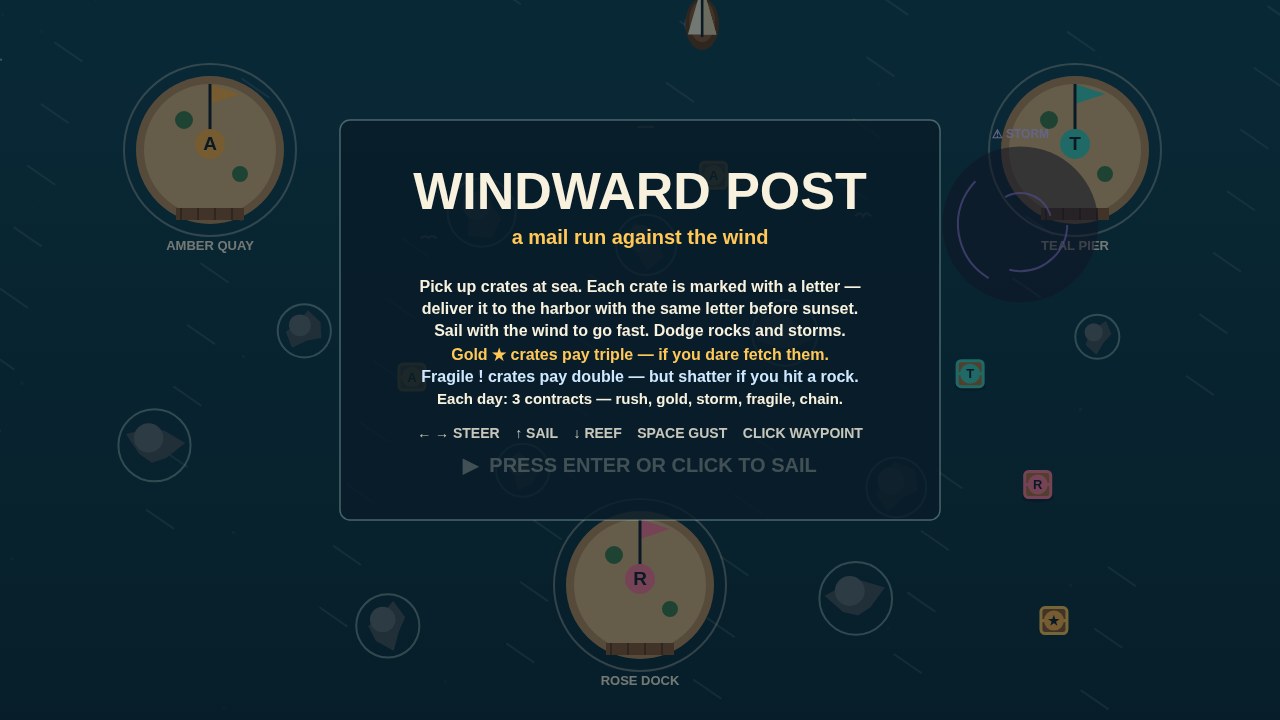 A
⚠ STORM
T
AMBER QUAY
TEAL PIER
WINDWARD POST
a mail run against the wind
Pick up crates at sea. Each crate is marked with a letter —
deliver it to the harbor with the same letter before sunset.
Sail with the wind to go fast. Dodge rocks and storms.
Gold ★ crates pay triple — if you dare fetch them.
A
Fragile ! crates pay double — but shatter if you hit a rock.
Each day: 3 contracts — rush, gold, storm, fragile, chain.
← → STEER ↑ SAIL ↓ REEF SPACE GUST CLICK WAYPOINT
▶ PRESS ENTER OR CLICK TO SAIL
T
R
R
★
ROSE DOCK